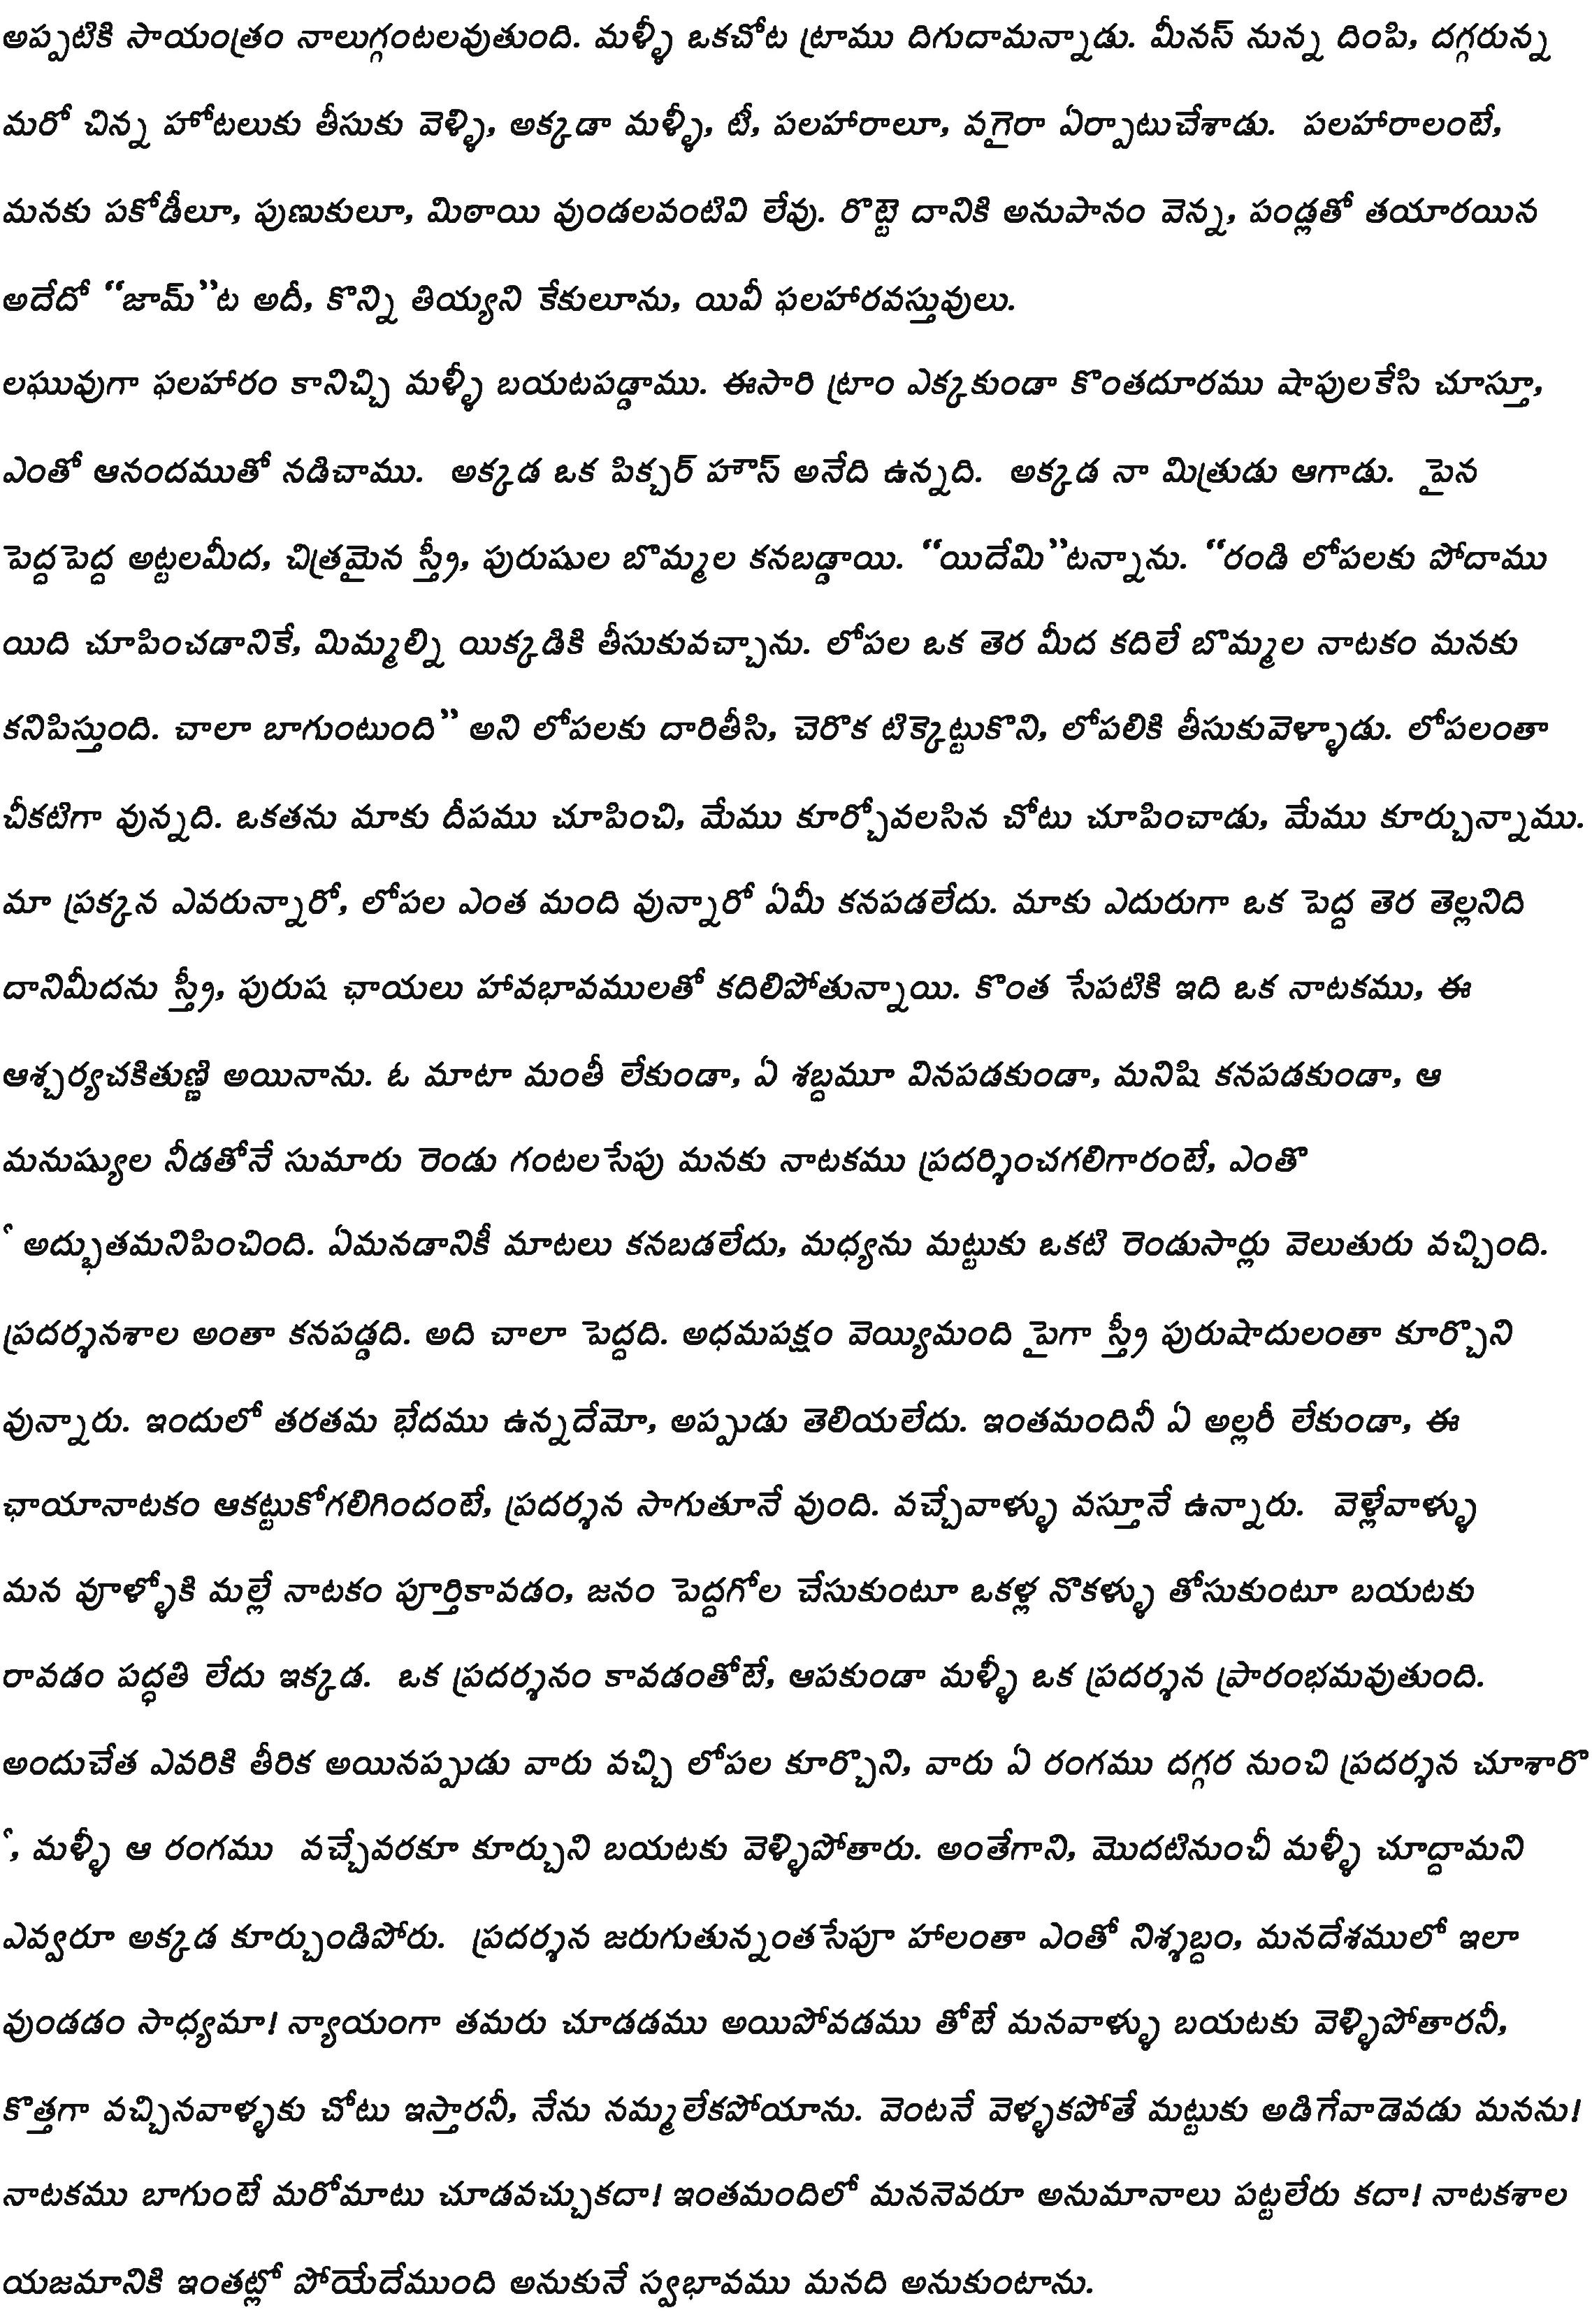 అప్పటికి సాయంత్రం నాలుగ్గంటలవుతుంది. మళ్ళీ ఒకచోట ట్రాము దిగుదామన్నాడు. మీనస్ నున్న దింపి, దగ్గరున్న
మరో చిన్న హోటలుకు తీసుకు వెళ్ళి, అక్కడా మళ్ళీ, టీ, పలహారాలూ, వగైరా ఏర్పాటుచేశాడు. పలహారాలంటే,
మనకు పకోడీలూ, పుణుకులూ, మిఠాయి వుండలవంటివి లేవు. రొట్టె దానికి అనుపానం వెన్న, పండ్లతో తయారయిన
అదేదో “జామ్”ట అదీ, కొన్ని తియ్యని కేకులూను, యివీ ఫలహారవస్తువులు.
లఘువుగా ఫలహారం కానిచ్చి మళ్ళీ బయటపడ్డాము. ఈసారి ట్రాం ఎక్కకుండా కొంతదూరము షాపులకేసి చూస్తూ,
ఎంతో ఆనందముతో నడిచాము. అక్కడ ఒక పిక్చర్ హౌస్ అనేది ఉన్నది. అక్కడ నా మిత్రుడు ఆగాడు. పైన
పెద్దపెద్ద అట్టలమీద, చిత్రమైన స్త్రీ, పురుషుల బొమ్మల కనబడ్డాయి. “యిదేమి”టన్నాను. “రండి లోపలకు పోదాము
యిది చూపించడానికే, మిమ్మల్ని యిక్కడికి తీసుకువచ్చాను. లోపల ఒక తెర మీద కదిలే బొమ్మల నాటకం మనకు
కనిపిస్తుంది. చాలా బాగుంటుంది” అని లోపలకు దారితీసి, చెరొక టిక్కెట్టుకొని, లోపలికి తీసుకువెళ్ళాడు. లోపలంతా
చీకటిగా వున్నది. ఒకతను మాకు దీపము చూపించి, మేము కూర్చోవలసిన చోటు చూపించాడు, మేము కూర్చున్నాము.
మా ప్రక్కన ఎవరున్నారో, లోపల ఎంత మంది వున్నారో ఏమీ కనపడలేదు. మాకు ఎదురుగా ఒక పెద్ద తెర తెల్లనిది
దానిమీదను స్త్రీ, పురుష ఛాయలు హావభావములతో కదిలిపోతున్నాయి. కొంత సేపటికి ఇది ఒక నాటకము, ఈ
ఆశ్చర్యచకితుణ్ణి అయినాను. ఓ మాటా మంతీ లేకుండా, ఏ శబ్దమూ వినపడకుండా, మనిషి కనపడకుండా, ఆ
మనుష్యుల నీడతోనే సుమారు రెండు గంటలసేపు మనకు నాటకము ప్రదర్శించగలిగారంటే, ఎంతొ
ే అద్భుతమనిపించింది. ఏమనడానికీ మాటలు కనబడలేదు, మధ్యను మట్టుకు ఒకటి రెండుసార్లు వెలుతురు వచ్చింది.
ప్రదర్శనశాల అంతా కనపడ్డది. అది చాలా పెద్దది. అధమపక్షం వెయ్యిమంది పైగా స్త్రీ పురుషాదులంతా కూర్చొని
వున్నారు. ఇందులో తరతమ భేదము ఉన్నదేమో, అప్పుడు తెలియలేదు. ఇంతమందినీ ఏ అల్లరీ లేకుండా, ఈ
ఛాయానాటకం ఆకట్టుకోగలిగిందంటే, ప్రదర్శన సాగుతూనే వుంది. వచ్చేవాళ్ళు వస్తూనే ఉన్నారు. వెళ్లేవాళ్ళు
మన వూళ్ళోకి మల్లే నాటకం పూర్తికావడం, జనం పెద్దగోల చేసుకుంటూ ఒకళ్ల నొకళ్ళు తోసుకుంటూ బయటకు
రావడం పద్ధతి లేదు ఇక్కడ. ఒక ప్రదర్శనం కావడంతోటే, ఆపకుండా మళ్ళీ ఒక ప్రదర్శన ప్రారంభమవుతుంది.
అందుచేత ఎవరికి తీరిక అయినప్పుడు వారు వచ్చి లోపల కూర్చొని, వారు ఏ రంగము దగ్గర నుంచి ప్రదర్శన చూశారొ
ే, మళ్ళీ ఆ రంగము వచ్చేవరకూ కూర్చుని బయటకు వెళ్ళిపోతారు. అంతేగాని, మొదటినుంచీ మళ్ళీ చూద్దామని
ఎవ్వరూ అక్కడ కూర్చుండిపోరు. ప్రదర్శన జరుగుతున్నంతసేపూ హాలంతా ఎంతో నిశ్శబ్దం, మనదేశములో ఇలా
వుండడం సాధ్యమా! న్యాయంగా తమరు చూడడము అయిపోవడము తోటే మనవాళ్ళు బయటకు వెళ్ళిపోతారనీ,
కొత్తగా వచ్చినవాళ్ళకు చోటు ఇస్తారనీ, నేను నమ్మలేకపోయాను. వెంటనే వెళ్ళకపోతే మట్టుకు అడిగేవాడెవడు మనను!
నాటకము బాగుంటే మరోమాటు చూడవచ్చుకదా! ఇంతమందిలో మననెవరూ అనుమానాలు పట్టలేరు కదా! నాటకశాల
యజమానికి ఇంతట్లో పోయేదేముంది అనుకునే స్వభావము మనది అనుకుంటాను.